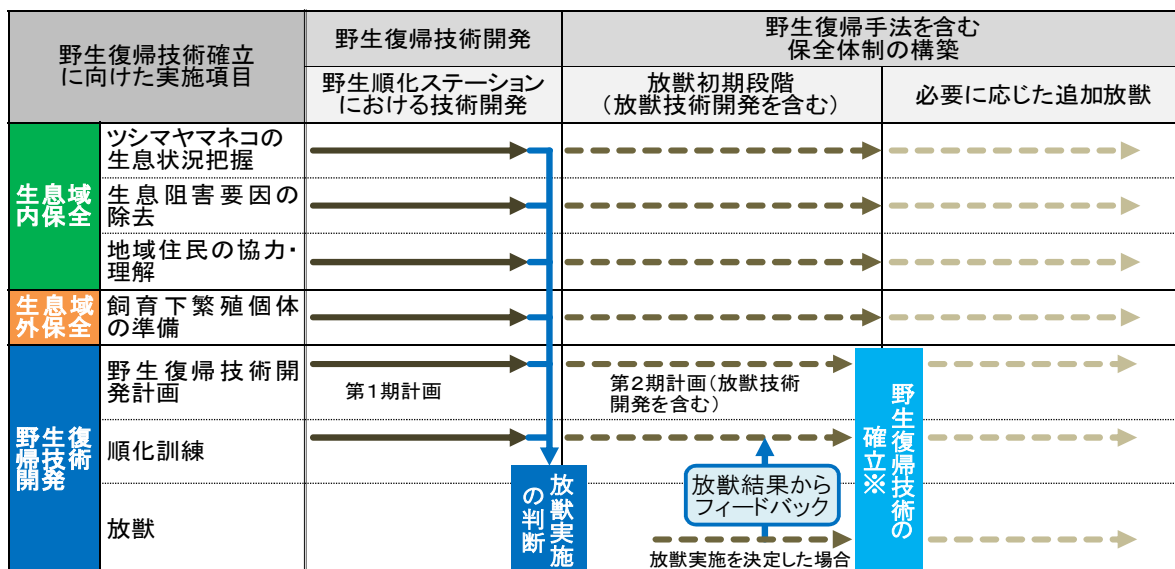 野生復帰技術確立
に向けた実施項目
野生復帰技術開発
野生復帰手法を含む
保全体制の構築
野生順化ステーション
における技術開発
放獣初期段階
（放獣技術開発を含む）
必要に応じた追加放獣
生息域
内保全
ツシマヤマネコの
生息状況把握
生息阻害要因の
除去
地域住民の協力・
理解
生息域
外保全
飼育下繁殖個体
の準備
野生復
帰技術
開発
野生復帰技術開
発計画
第１期計画
第２期計画（放獣技術
開発を含む）
順化訓練
放獣
放獣実施
の判断
放獣結果から
フィードバック
放獣実施を決定した場合
野生復帰技術の
確立※